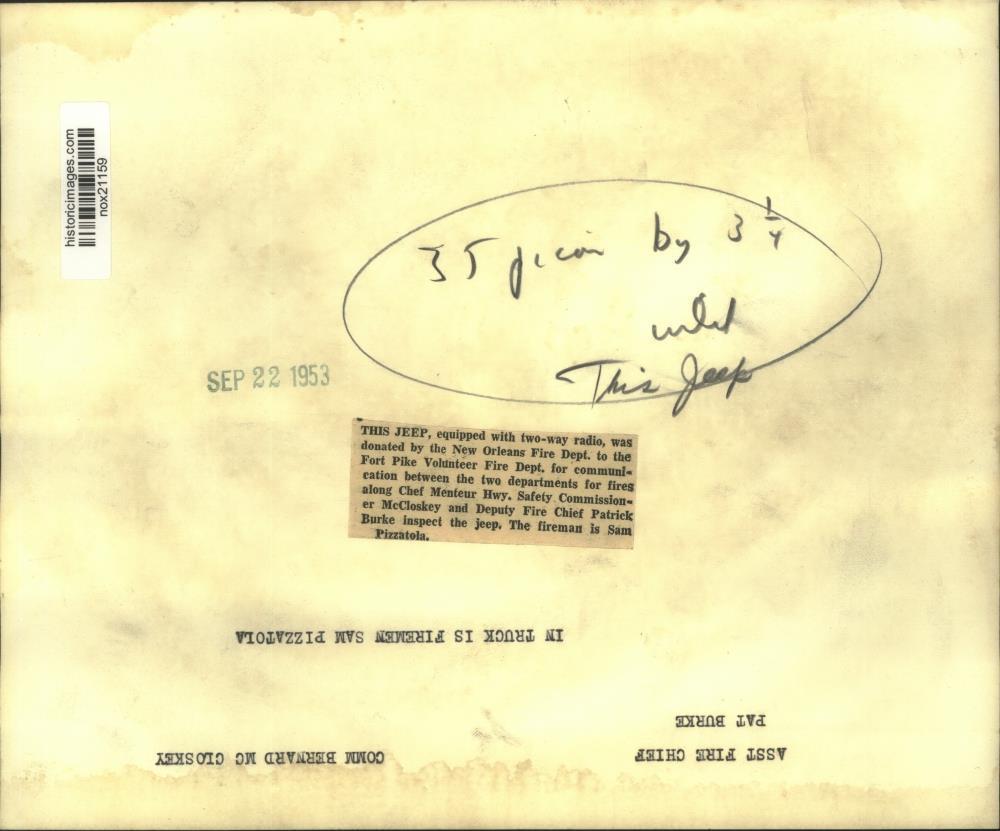 historicimages.com
nox21159
35 picas by 3 1/4
This Jeep
SEP 22 1953
THIS JEEP, equipped with two-way radio, was
donated by the New Orleans Fire Dept. to the
Fort Pike Volunteer Fire Dept. for communi-
cation between the two departments for fires
along Chef Menteur Hwy. Safety Commission-
er McCloskey and Deputy Fire Chief Patrick
Burke inspect the jeep. The fireman is Sam
Pizzatola.
IN TRUCK IS FIREMEN SAM PIZZATOLA
ASST FIRE CHIEF
PAT BURKE
COMM BERNARD MC CLOSKEY